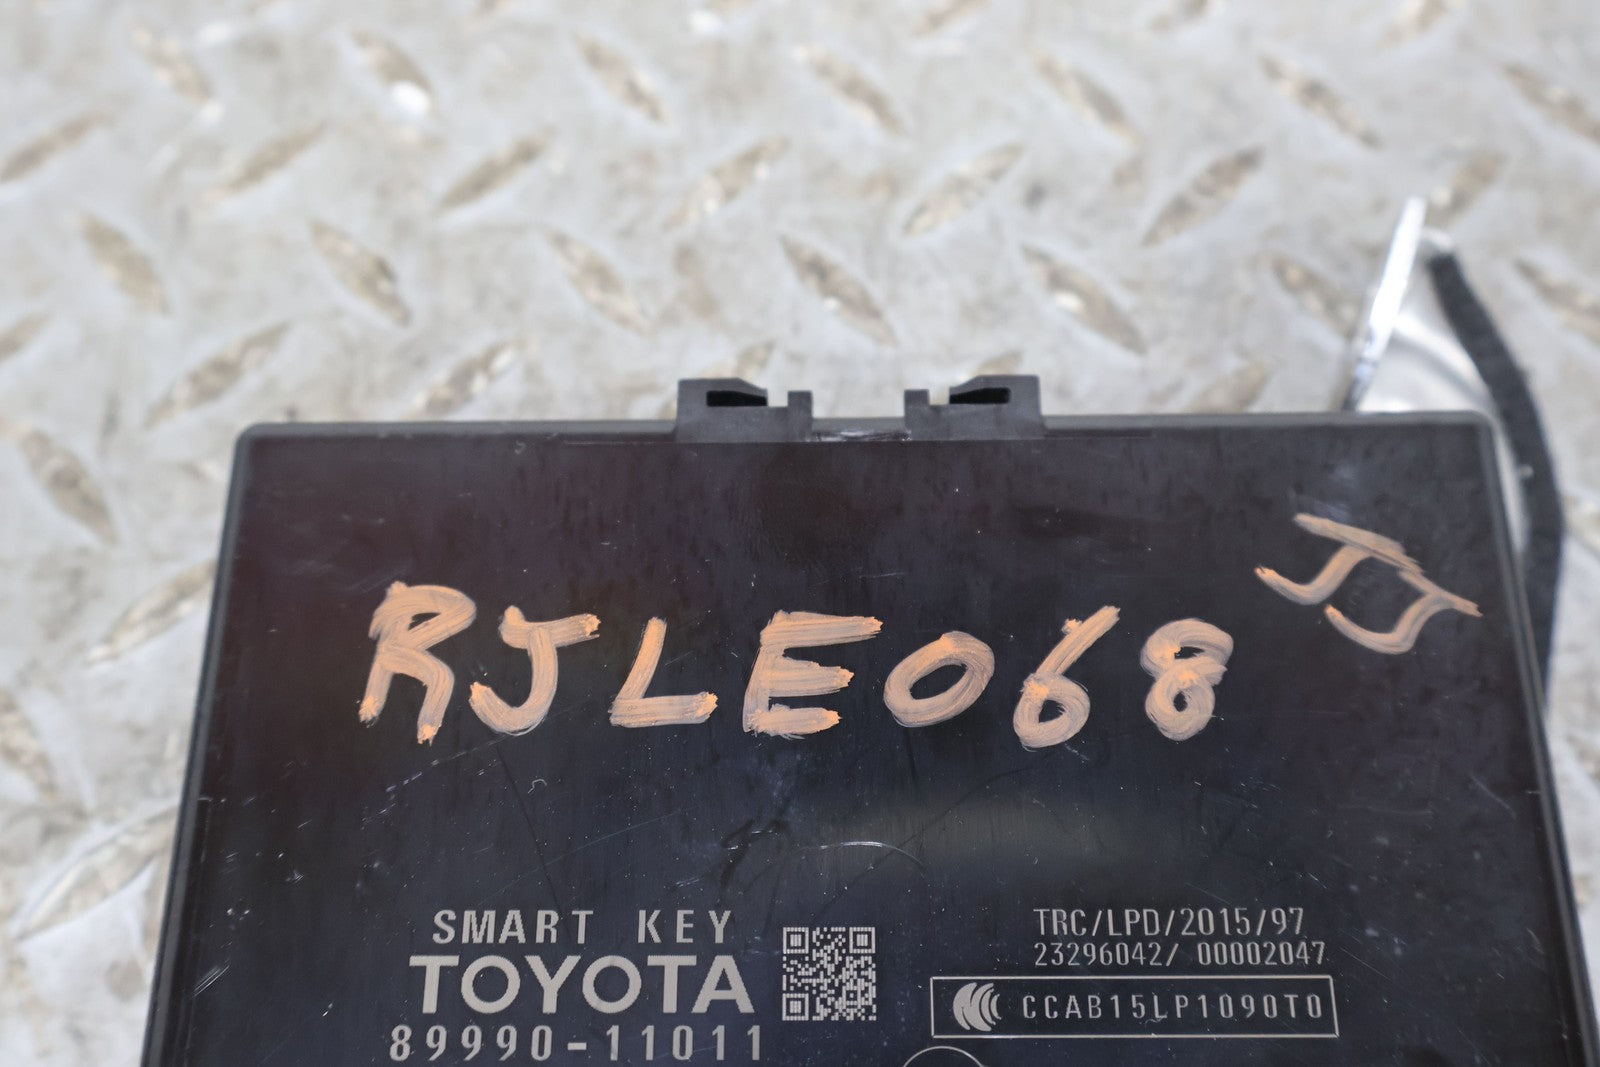 JJ
RJLE068
SMART KEY
TOYOTA
89990-11011
TRC/LPD/2015/97
23296042/ 00002047
CCAB15LP1090T0